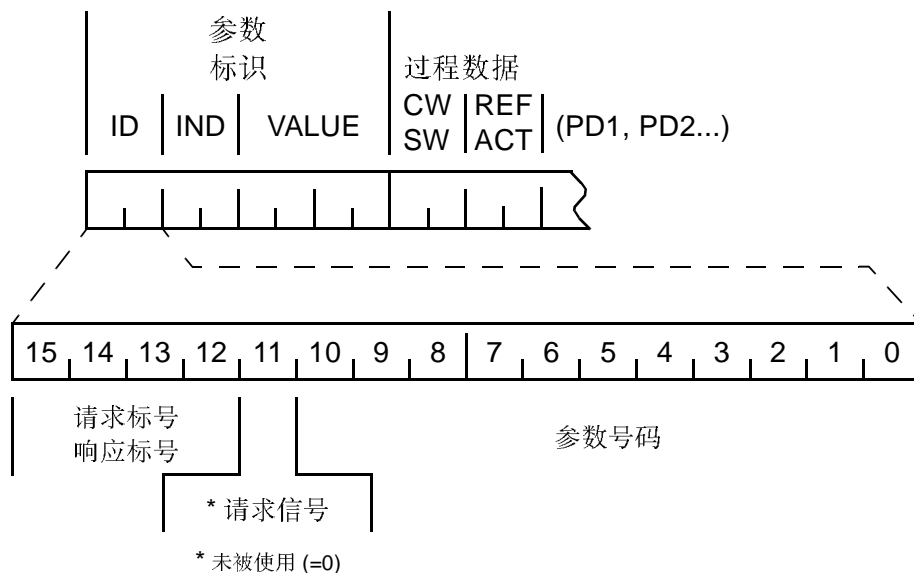 参数
标识
过程数据
ID IND VALUE CW REF (PD1, PD2...)
SW ACT
15 14 13 12 11 10 9 8 7 6 5 4 3 2 1 0
请求标号
响应标号
参数号码
* 请求信号
* 未被使用 (=0)